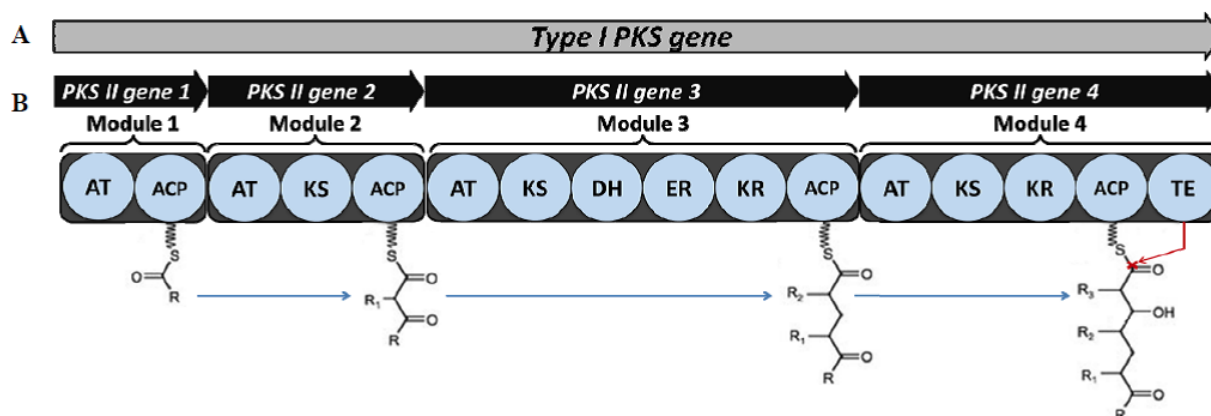 A
Type I PKS gene
B
PKS II gene 1 PKS II gene 2 PKS II gene 3 PKS II gene 4
Module 1 Module 2 Module 3 Module 4
AT ACP AT KS ACP AT KS DH ER KR ACP AT KS KR ACP TE
S S S S
O O O O
R R₁ R₂ R₃
O OH
R R₁ R₂
O R₁
R O
R